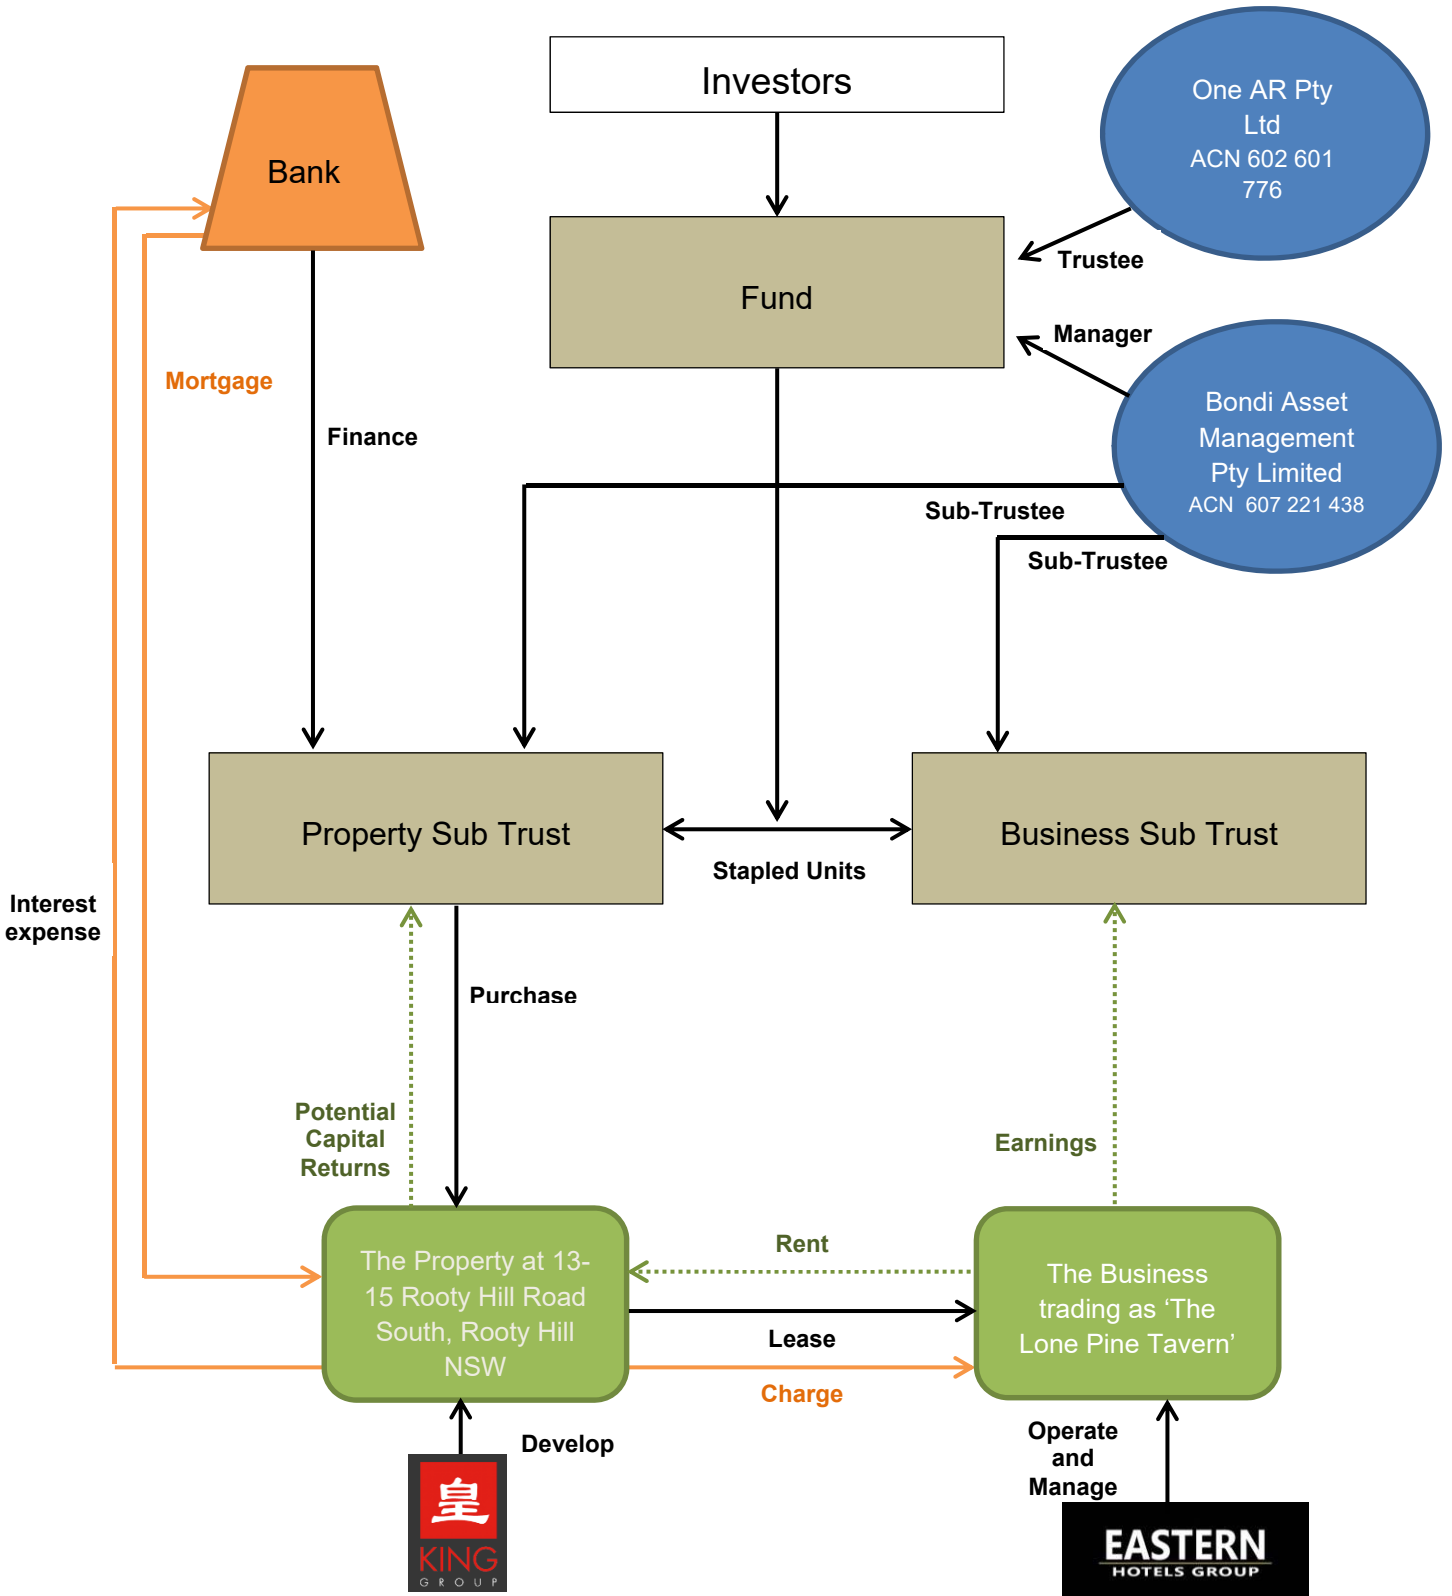 Investors
One AR Pty
Ltd
ACN 602 601
776
Bank
Trustee
Fund
Manager
Mortgage
Finance
Bondi Asset
Management
Pty Limited
ACN  607 221 438
Sub-Trustee
Sub-Trustee
Property Sub Trust
Business Sub Trust
Stapled Units
Interest
expense
Purchase
Potential
Capital
Returns
Earnings
Rent
The Property at 13-
15 Rooty Hill Road
South, Rooty Hill
NSW
The Business
trading as ‘The
Lone Pine Tavern’
Lease
Charge
Develop
Operate
and
Manage
皇
KING
GROUP
EASTERN
HOTELS GROUP